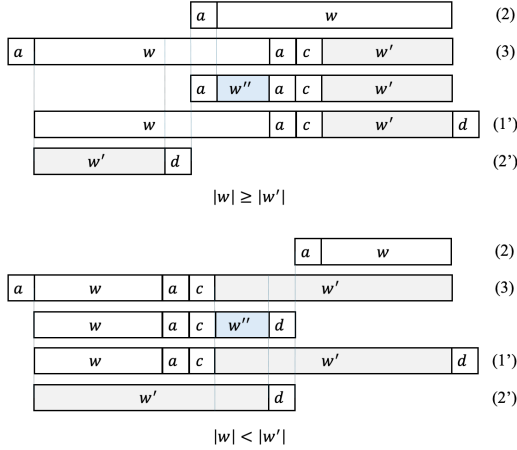 a w (2)
a w a c w′ (3)
a w′′ a c w′
w a c w′ d (1’)
w′ d (2’)
|w| ≥ |w′|
a w (2)
a w a c w′ (3)
w a c w′′ d
w a c w′ d (1’)
w′ d (2’)
|w| < |w′|